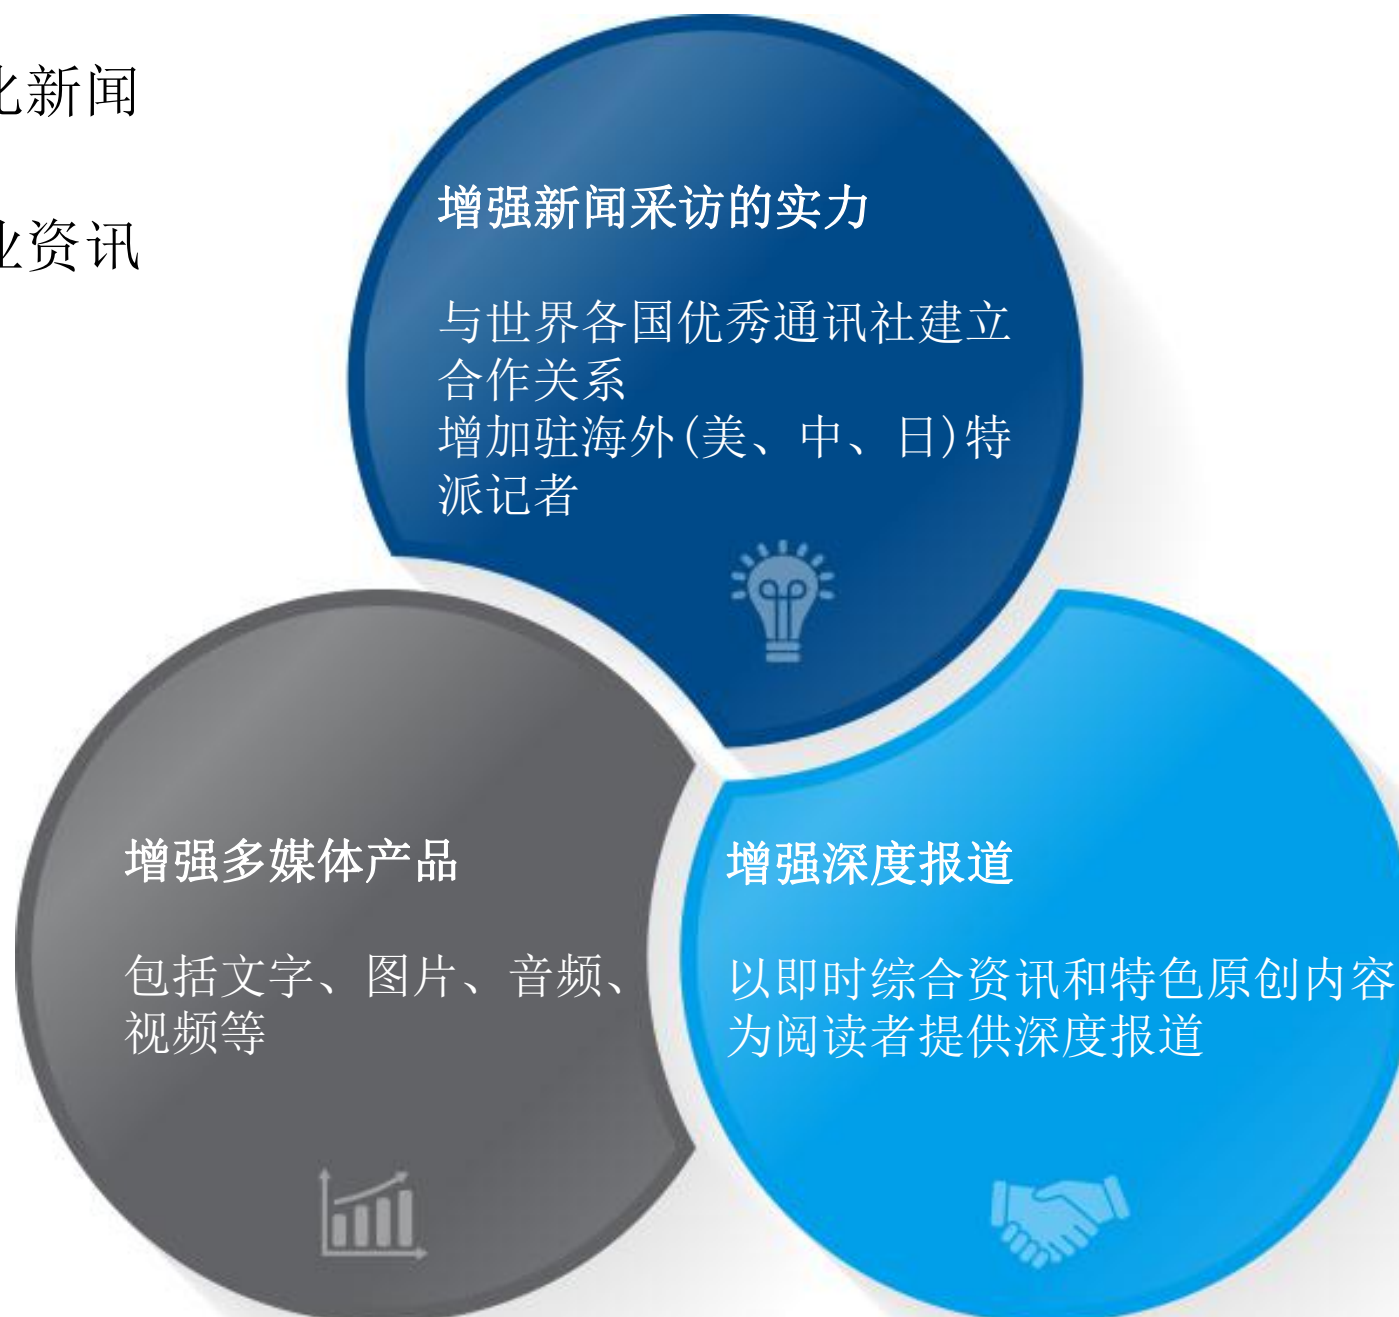 化新闻
业资讯
增强新闻采访的实力
与世界各国优秀通讯社建立
合作关系
增加驻海外(美、中、日)特
派记者
增强多媒体产品
包括文字、图片、音频、
视频等
增强深度报道
以即时综合资讯和特色原创内容
为阅读者提供深度报道